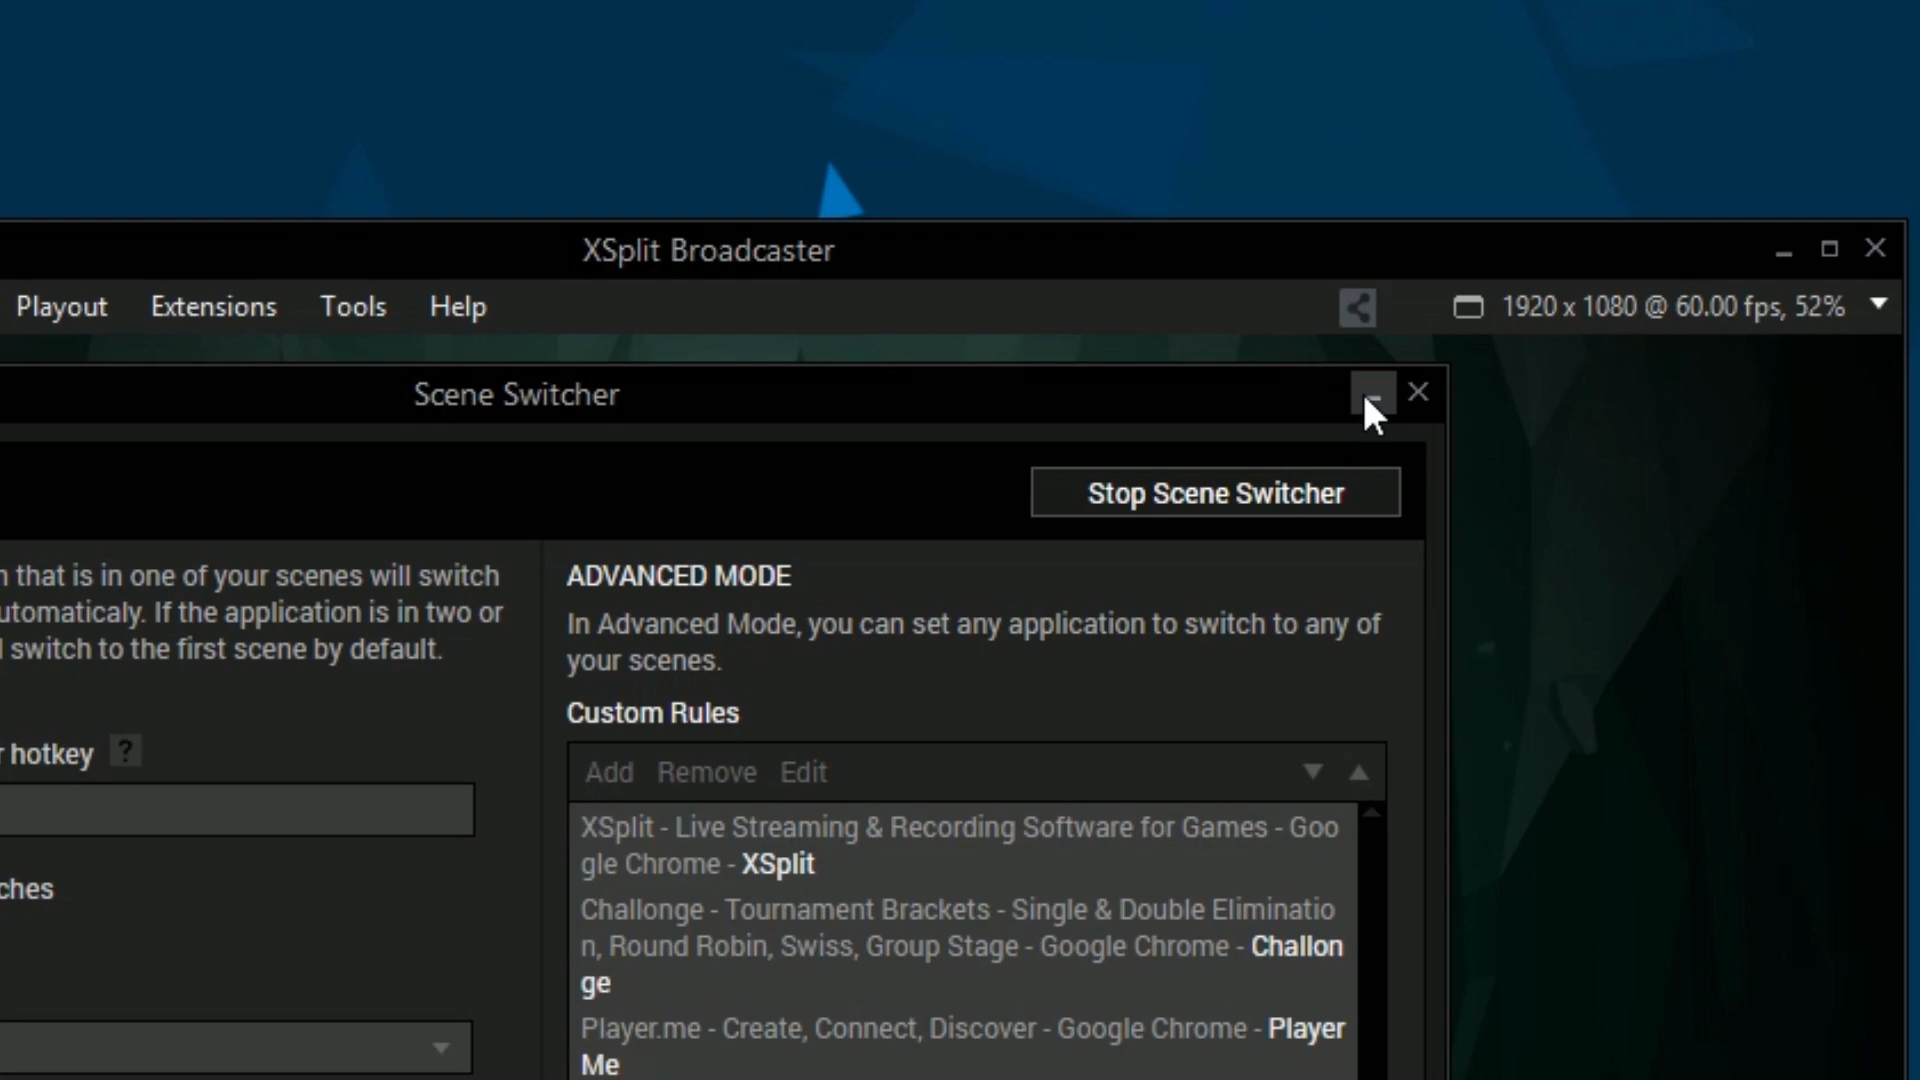 XSplit Broadcaster
Playout Extensions Tools Help 1920 x 1080 @ 60.00 fps, 52%
Scene Switcher
Stop Scene Switcher
that is in one of your scenes will switch
utomaticaly. If the application is in two or
switch to the first scene by default.
hotkey ?
ches
ADVANCED MODE
In Advanced Mode, you can set any application to switch to any of
your scenes.
Custom Rules
Add Remove Edit
XSplit - Live Streaming & Recording Software for Games - Goo
gle Chrome - XSplit
Challonge - Tournament Brackets - Single & Double Eliminatio
n, Round Robin, Swiss, Group Stage - Google Chrome - Challon
ge
Player.me - Create, Connect, Discover - Google Chrome - Player
Me